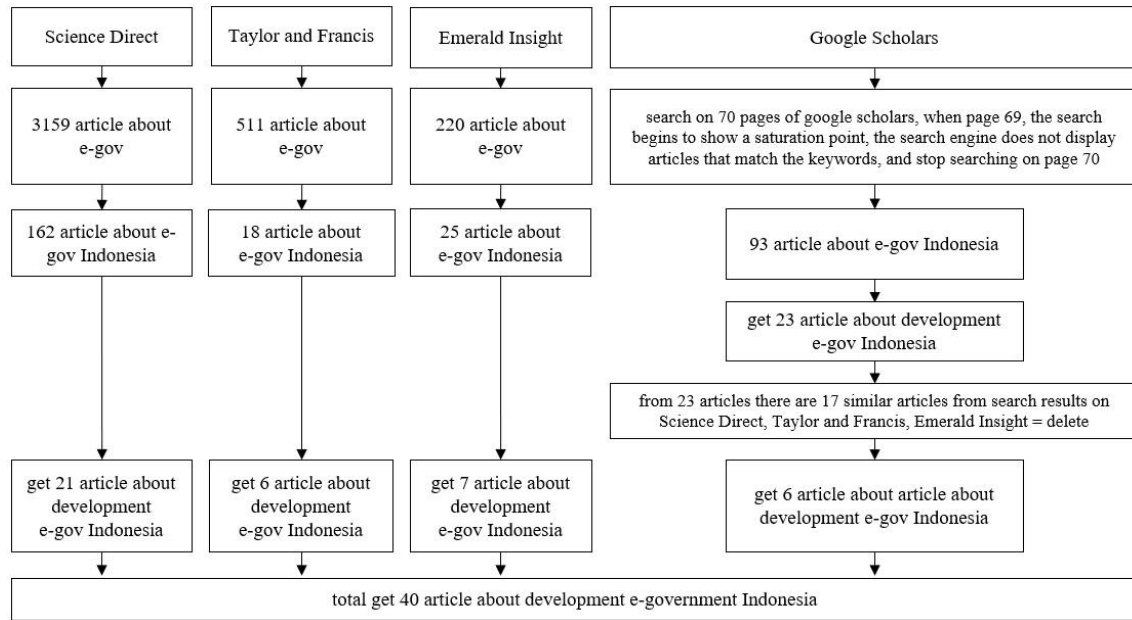 Science Direct
Taylor and Francis
Emerald Insight
Google Scholars
3159 article about
e-gov
511 article about
e-gov
220 article about
e-gov
search on 70 pages of google scholars, when page 69, the search
begins to show a saturation point, the search engine does not display
articles that match the keywords, and stop searching on page 70
162 article about e-
gov Indonesia
18 article about
e-gov Indonesia
25 article about
e-gov Indonesia
93 article about e-gov Indonesia
get 23 article about development
e-gov Indonesia
from 23 articles there are 17 similar articles from search results on
Science Direct, Taylor and Francis, Emerald Insight = delete
get 21 article about
development
e-gov Indonesia
get 6 article about
development
e-gov Indonesia
get 7 article about
development
e-gov Indonesia
get 6 article about article about
development e-gov Indonesia
total get 40 article about development e-government Indonesia